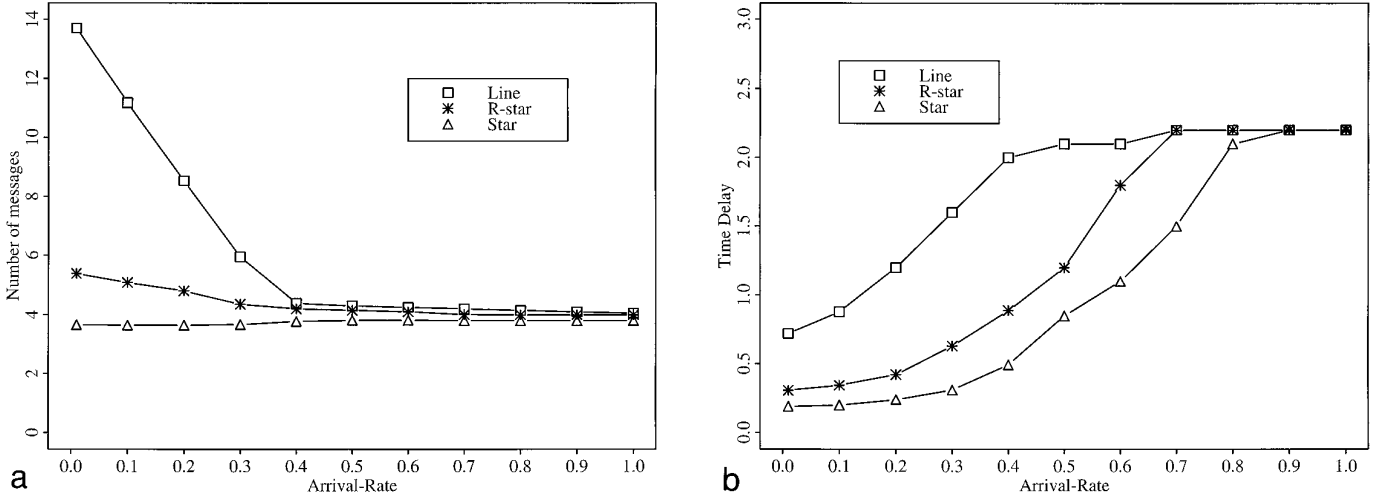 14
12
10
8
6
4
2
0
Number of messages
Line
R-star
Star
0.0 0.1 0.2 0.3 0.4 0.5 0.6 0.7 0.8 0.9 1.0
Arrival-Rate
a
3.0
2.5
2.0
1.5
1.0
0.5
0.0
Time Delay
Line
R-star
Star
0.0 0.1 0.2 0.3 0.4 0.5 0.6 0.7 0.8 0.9 1.0
Arrival-Rate
b